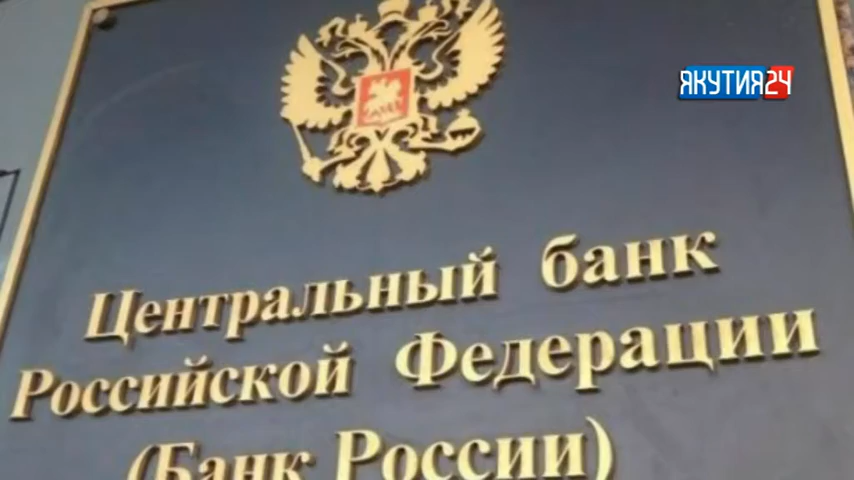 ЯКУТИЯ24
Центральный банк
Российской Федерации
(Банк России)